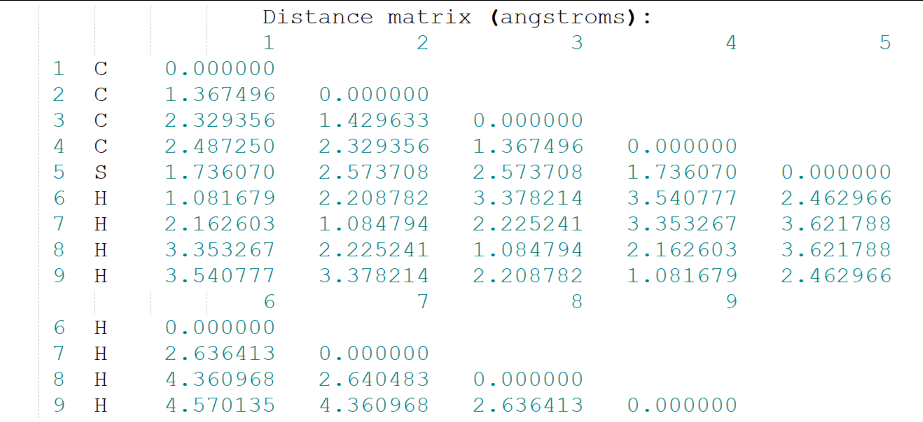 Distance matrix (angstroms):
1 2 3 4 5
1 C 0.000000
2 C 1.367496 0.000000
3 C 2.329356 1.429633 0.000000
4 C 2.487250 2.329356 1.367496 0.000000
5 S 1.736070 2.573708 2.573708 1.736070 0.000000
6 H 1.081679 2.208782 3.378214 3.540777 2.462966
7 H 2.162603 1.084794 2.225241 3.353267 3.621788
8 H 3.353267 2.225241 1.084794 2.162603 3.621788
9 H 3.540777 3.378214 2.208782 1.081679 2.462966
6 7 8 9
6 H 0.000000
7 H 2.636413 0.000000
8 H 4.360968 2.640483 0.000000
9 H 4.570135 4.360968 2.636413 0.000000